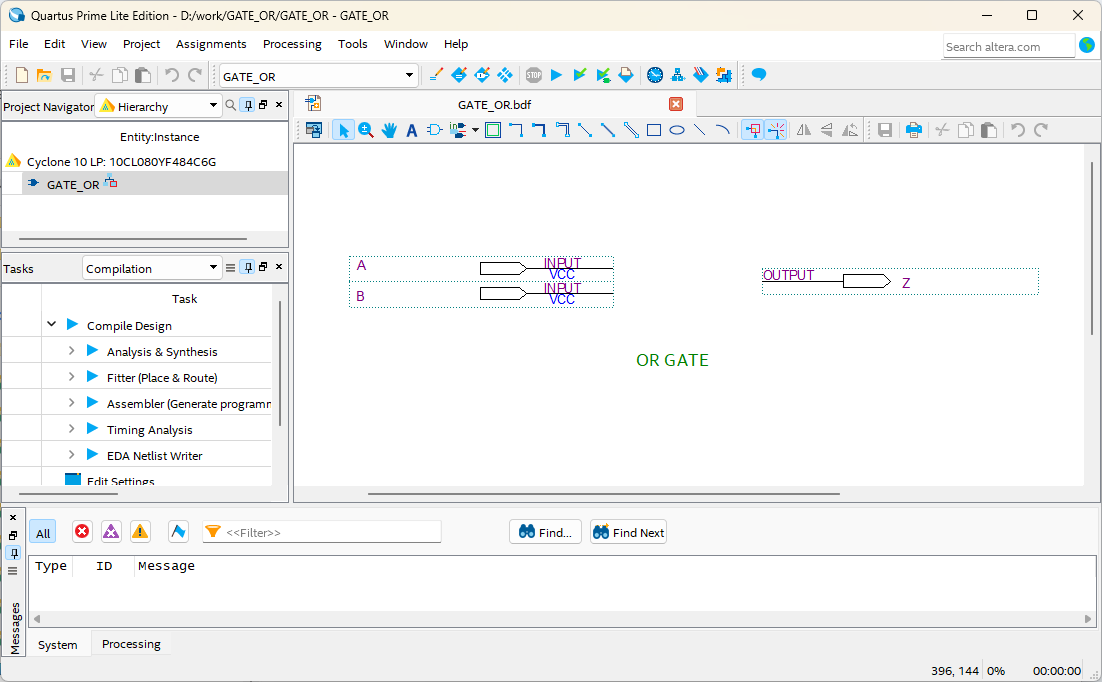 Quartus Prime Lite Edition - D:/work/GATE_OR/GATE_OR - GATE_OR
File Edit View Project Assignments Processing Tools Window Help
Search altera.com
GATE_OR
STOP
Project Navigator Hierarchy
GATE_OR.bdf
Entity:Instance
Cyclone 10 LP: 10CL080YF484C6G
GATE_OR
A INPUT
VCC
B INPUT
VCC
OUTPUT Z
OR GATE
Tasks Compilation
Task
Compile Design
Analysis & Synthesis
Fitter (Place & Route)
Assembler (Generate programm
Timing Analysis
EDA Netlist Writer
Edit Settings
All <<Filter>> Find... Find Next
Type ID Message
Messages
System Processing
396, 144 0% 00:00:00